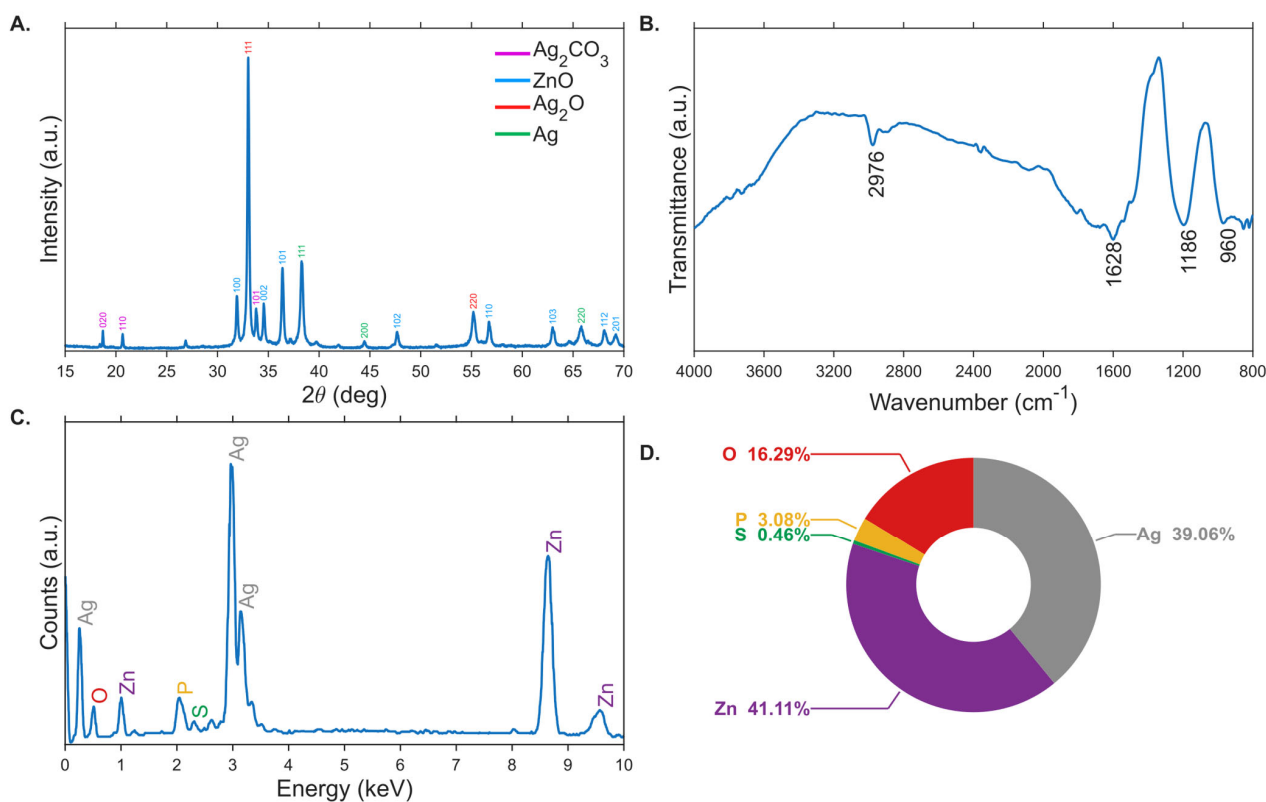 A.
Intensity (a.u.)
020
110
100
111
101
002
101
111
200
102
220
110
103
220
112
201
Ag₂CO₃
ZnO
Ag₂O
Ag
15 20 25 30 35 40 45 50 55 60 65 70
2θ (deg)
B.
Transmittance (a.u.)
2976
1628
1186
960
4000 3600 3200 2800 2400 2000 1600 1200 800
Wavenumber (cm⁻¹)
C.
Counts (a.u.)
Ag
O
Zn
P
S
Ag
Ag
Zn
Zn
0 1 2 3 4 5 6 7 8 9 10
Energy (keV)
D.
O 16.29%
P 3.08%
S 0.46%
Ag 39.06%
Zn 41.11%